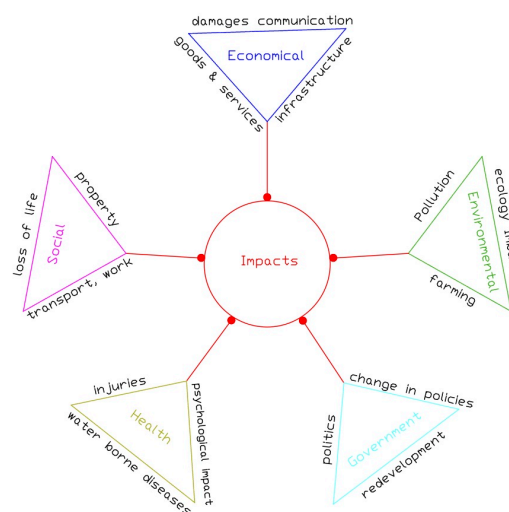 damages communication
goods & services
Economical
infrastructure
property
loss of life
Social
transport, work
Impacts
Pollution
ecology
Environmental
farming
injuries
Health
psychological impact
water borne diseases
change in policies
politics
Government
redevelopment